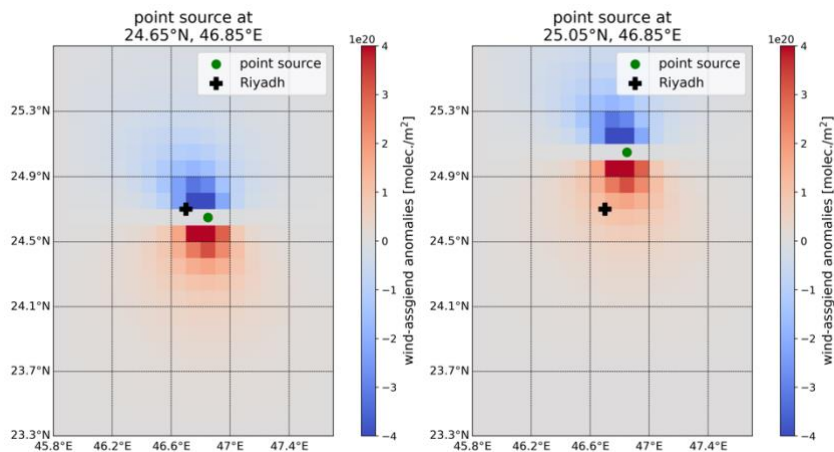 point source at
24.65°N, 46.85°E
1e20
point source
Riyadh
25.3°N
24.9°N
24.5°N
24.1°N
23.7°N
23.3°N
45.8°E 46.2°E 46.6°E 47°E 47.4°E
4
3
2
1
0
−1
−2
−3
−4
wind-assgiend anomalies [molec./m²]
point source at
25.05°N, 46.85°E
1e20
point source
Riyadh
25.3°N
24.9°N
24.5°N
24.1°N
23.7°N
23.3°N
45.8°E 46.2°E 46.6°E 47°E 47.4°E
4
3
2
1
0
−1
−2
−3
−4
wind-assgiend anomalies [molec./m²]